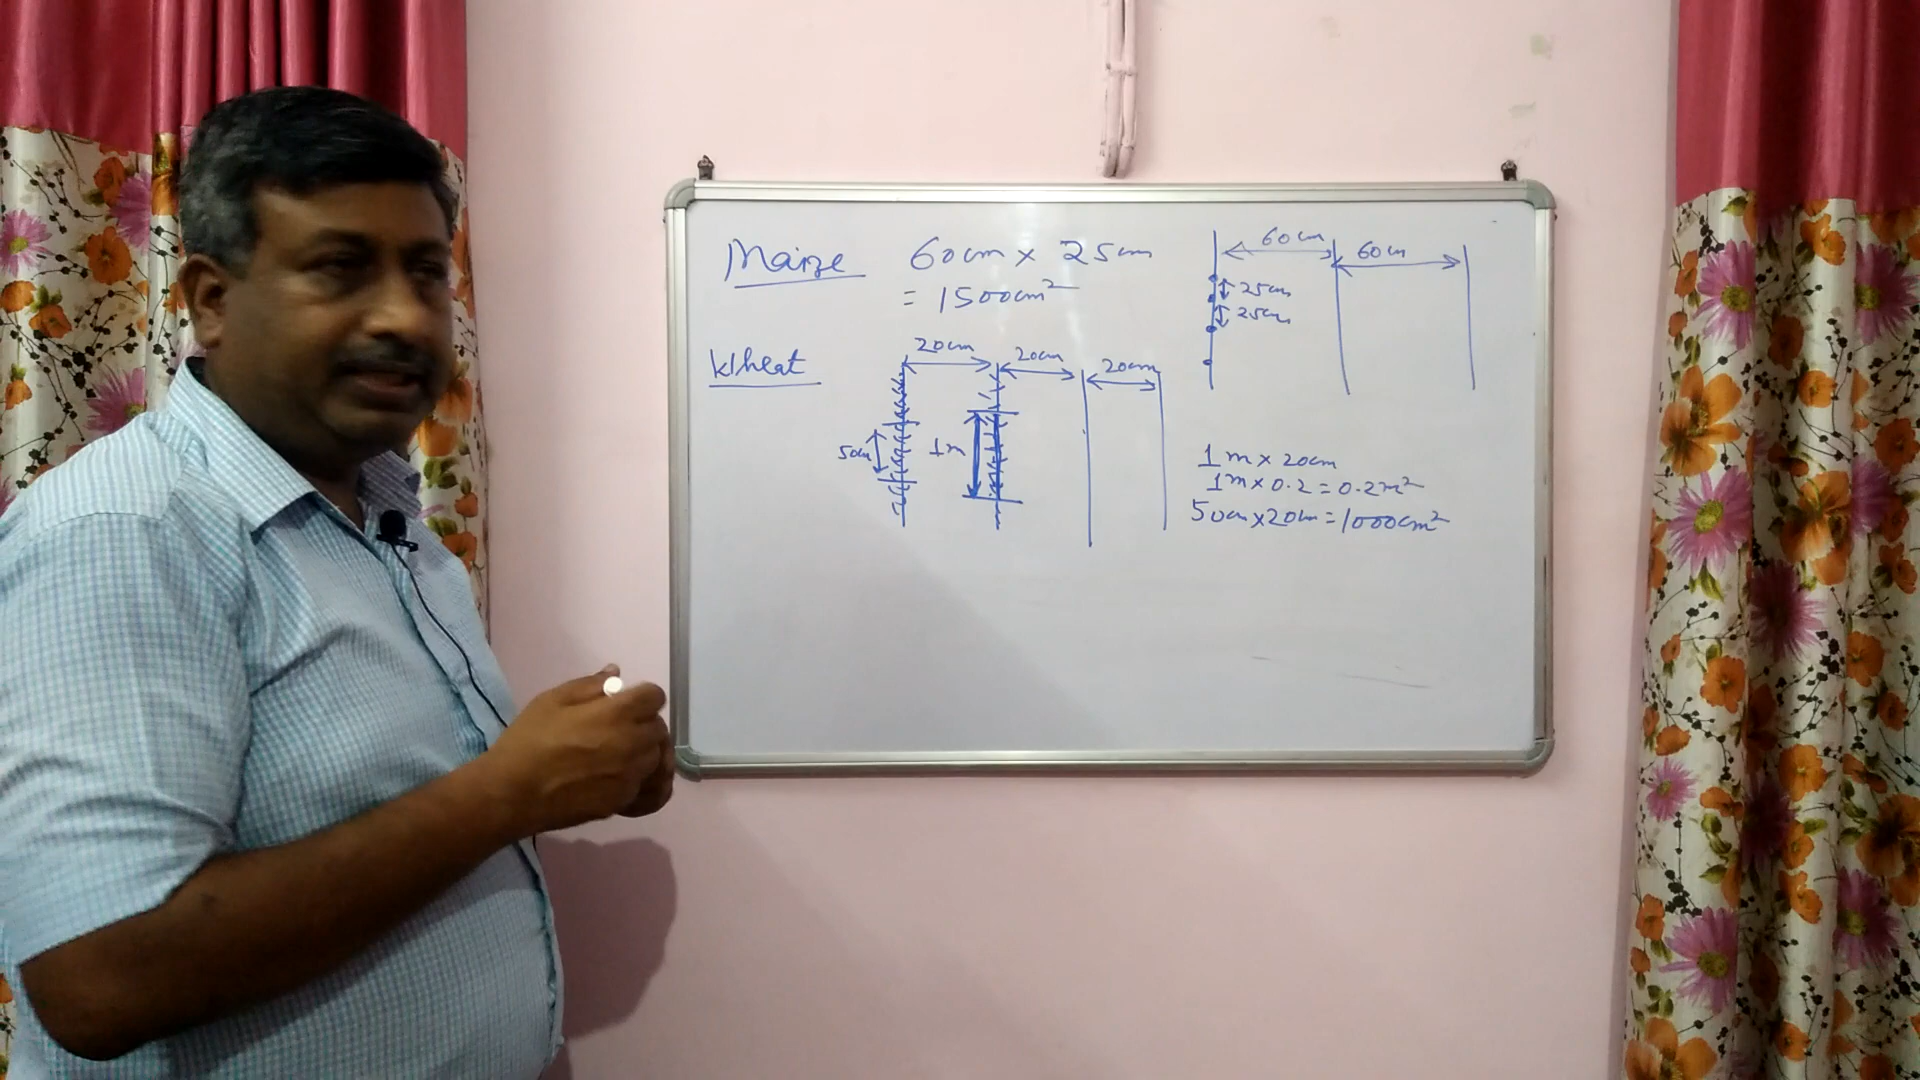 Maize 60cm x 25cm
= 1500cm²
60cm 60cm
25cm
25cm
Wheat
20cm 20cm 20cm
50cm 1m
1m x 20cm
1m x 0.2 = 0.2m²
50cm x 20cm = 1000cm²